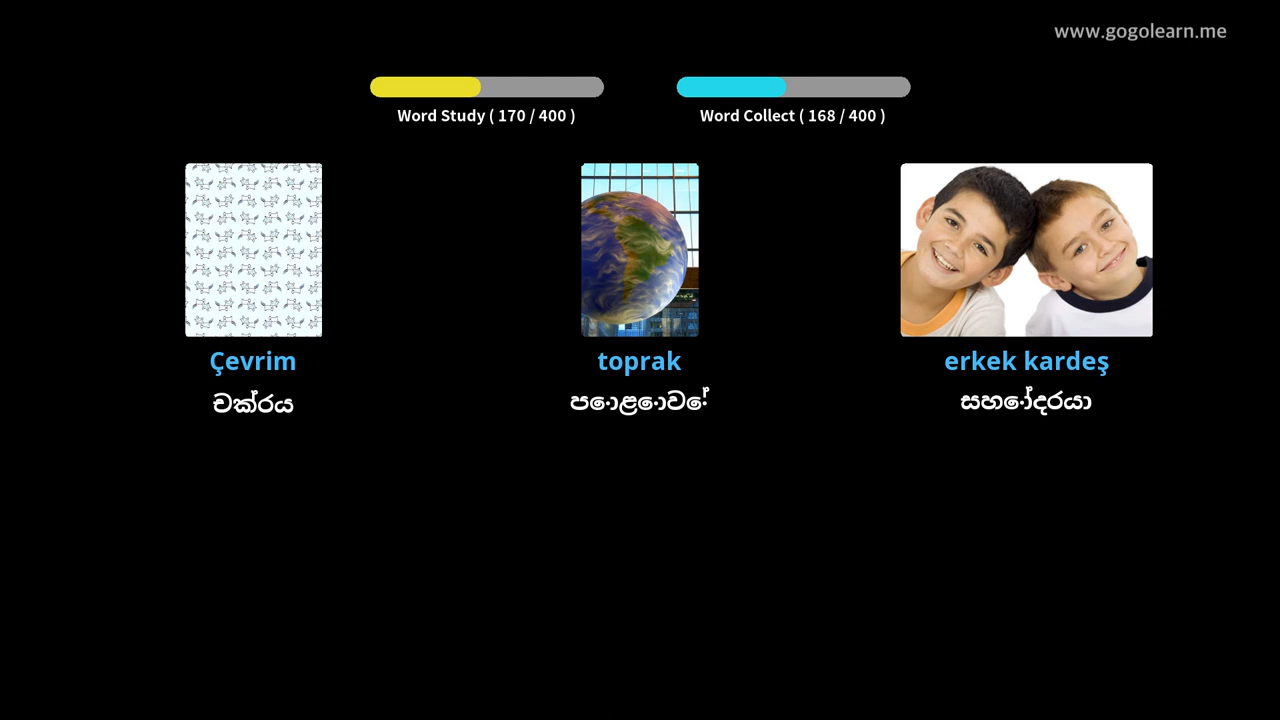 www.gogolearn.me
Word Study ( 170 / 400 )
Word Collect ( 168 / 400 )
Çevrim
toprak
erkek kardeş
චක්රය
පොළොවේ
සහෝදරයා